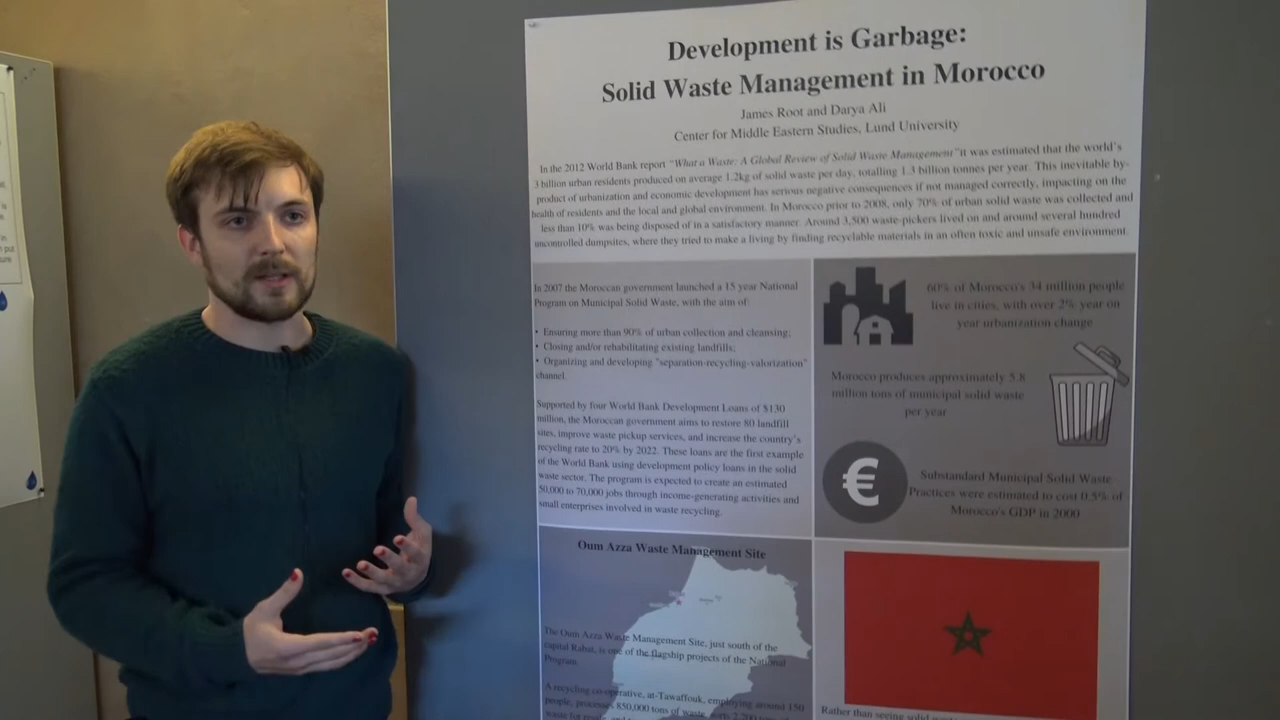 Development is Garbage:
Solid Waste Management in Morocco
James Root and Darya Ali
Center for Middle Eastern Studies, Lund University
In the 2012 World Bank report "What a Waste: A Global Review of Solid Waste Management" it was estimated that the world's
3 billion urban residents produced on average 1.2kg of solid waste per day, totalling 1.3 billion tonnes per year. This inevitable by-
product of urbanization and economic development has serious negative consequences if not managed correctly, impacting on the
health of residents and the local and global environment. In Morocco prior to 2008, only 70% of urban solid waste was collected and
less than 10% was being disposed of in a satisfactory manner. Around 3,500 waste-pickers lived on and around several hundred
uncontrolled dumpsites, where they tried to make a living by finding recyclable materials in an often toxic and unsafe environment.
In 2007 the Moroccan government launched a 15 year National
Program on Municipal Solid Waste, with the aim of:
• Ensuring more than 90% of urban collection and cleansing;
• Closing and/or rehabilitating existing landfills;
• Organizing and developing "separation-recycling-valorization"
channel.
Supported by four World Bank Development Loans of $130
million, the Moroccan government aims to restore 80 landfill
sites, improve waste pickup services, and increase the country's
recycling rate to 20% by 2022. These loans are the first example
of the World Bank using development policy loans in the solid
waste sector. The program is expected to create an estimated
50,000 to 70,000 jobs through income-generating activities and
small enterprises involved in waste recycling.
60% of Morocco's 34 million people
live in cities, with over 2% year on
year urbanization change
Morocco produces approximately 5.8
million tons of municipal solid waste
per year
€
Substandard Municipal Solid Waste
Practices were estimated to cost 0.5% of
Morocco's GDP in 2000
Oum Azza Waste Management Site
The Oum Azza Waste Management Site, just south of the
capital Rabat, is one of the flagship projects of the National
Program.
A recycling co-operative, at-Tawaffouk, employing around 150
people, processes 850,000 tons of waste,
Rather than seeing solid